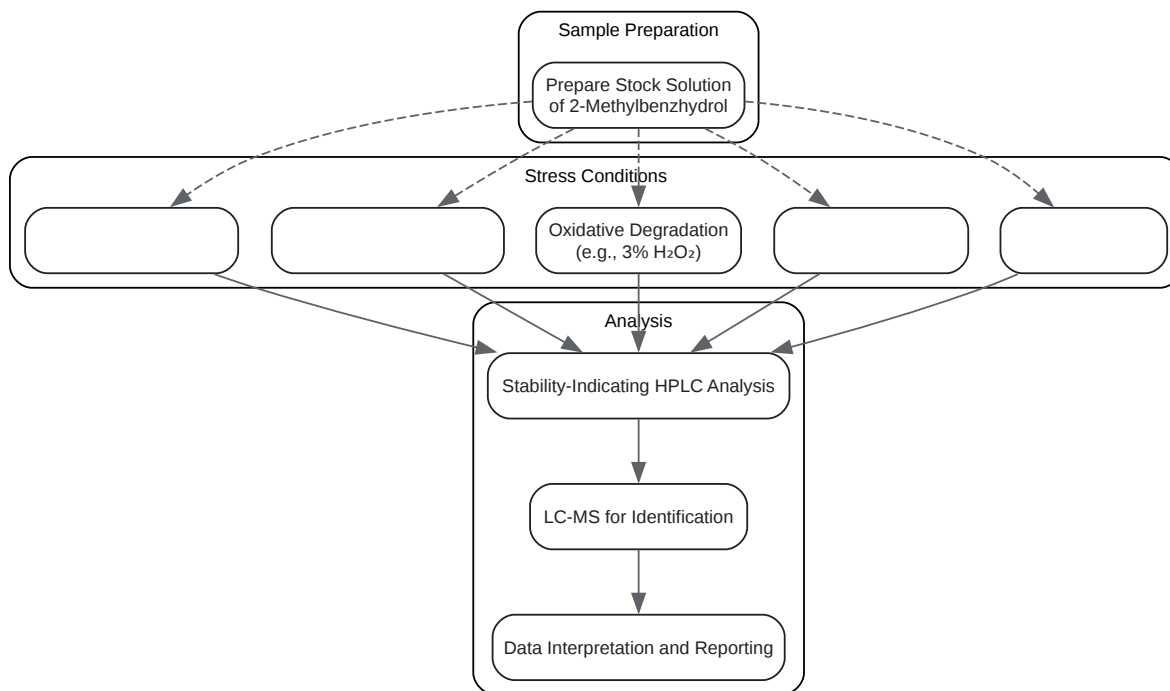 Sample Preparation
Prepare Stock Solution
of 2-Methylbenzhydrol
Stress Conditions
Oxidative Degradation
(e.g., 3% H₂O₂)
Analysis
Stability-Indicating HPLC Analysis
LC-MS for Identification
Data Interpretation and Reporting